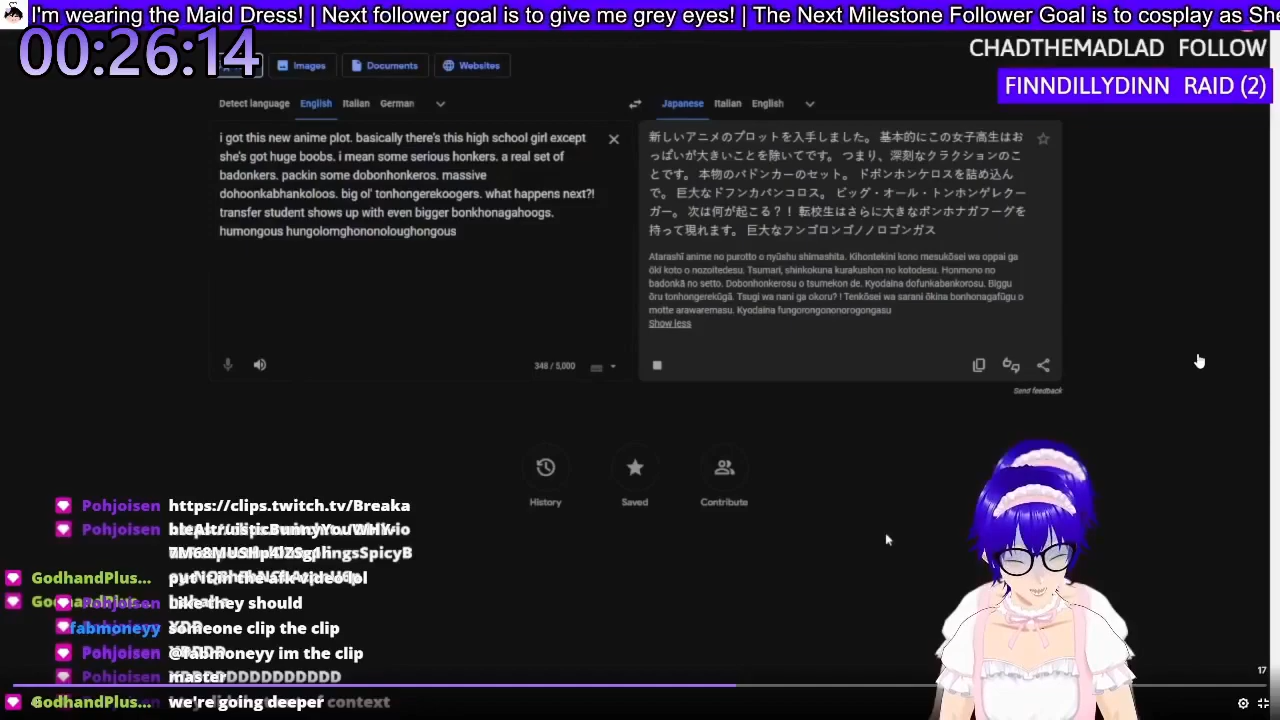 I'm wearing the Maid Dress! | Next follower goal is to give me grey eyes! | The Next Milestone Follower Goal is to cosplay as Sho
00:26:14
CHADTHEMADLAD FOLLOW
FINNDILLYDINN RAID (2)
Images Documents Websites
Detect language English Italian German
Japanese Italian English
i got this new anime plot. basically there's this high school girl except
she's got huge boobs. i mean some serious honkers. a real set of
badonkers. packin some dobonhonkeros. massive
dohoonkabhankoloos. big ol' tonhongerekoogers. what happens next?!
transfer student shows up with even bigger bonkhonagahoogs.
humongous hungolomghononoloughongous
348 / 5,000
新しいアニメのプロットを入手しました。 基本的にこの女子高生はお
っぱいが大きいことを除いてです。 つまり、深刻なクラクションのこ
とです。 本物のバドンカーのセット。 ドボンホンケロスを詰め込ん
で。 巨大なドフンカバンコロス。 ビッグ・オール・トンホンゲレクー
ガー。 次は何が起こる？！ 転校生はさらに大きなボンホナガフーグを
持って現れます。 巨大なフンゴロンゴノノロゴンガス
Atarashī anime no purotto o nyūshu shimashita. Kihontekini kono mesukōsei wa oppai ga
ōkī koto o nozoitedesu. Tsumari, shinkokuna kurakushon no kotodesu. Honmono no
badonkā no setto. Dobonhonkerosu o tsumekon de. Kyodaina dofunkabankorosu. Biggu
ōru tonhongerekūgā. Tsugi wa nani ga okoru? ! Tenkōsei wa sarani ōkina bonhonagafūgu o
motte arawaremasu. Kyodaina fungorongononorogongasu
Show less
Send feedback
History Saved Contribute
Pohjoisen https://clips.twitch.tv/Breaka
Pohjoisen
GodhandPlus... put it in the afk video lol
Pohjoisen like they should
fabmoneyy someone clip the clip
Pohjoisen @fabmoneyy im the clip
master
GodhandPlus... we're going deeper context
17